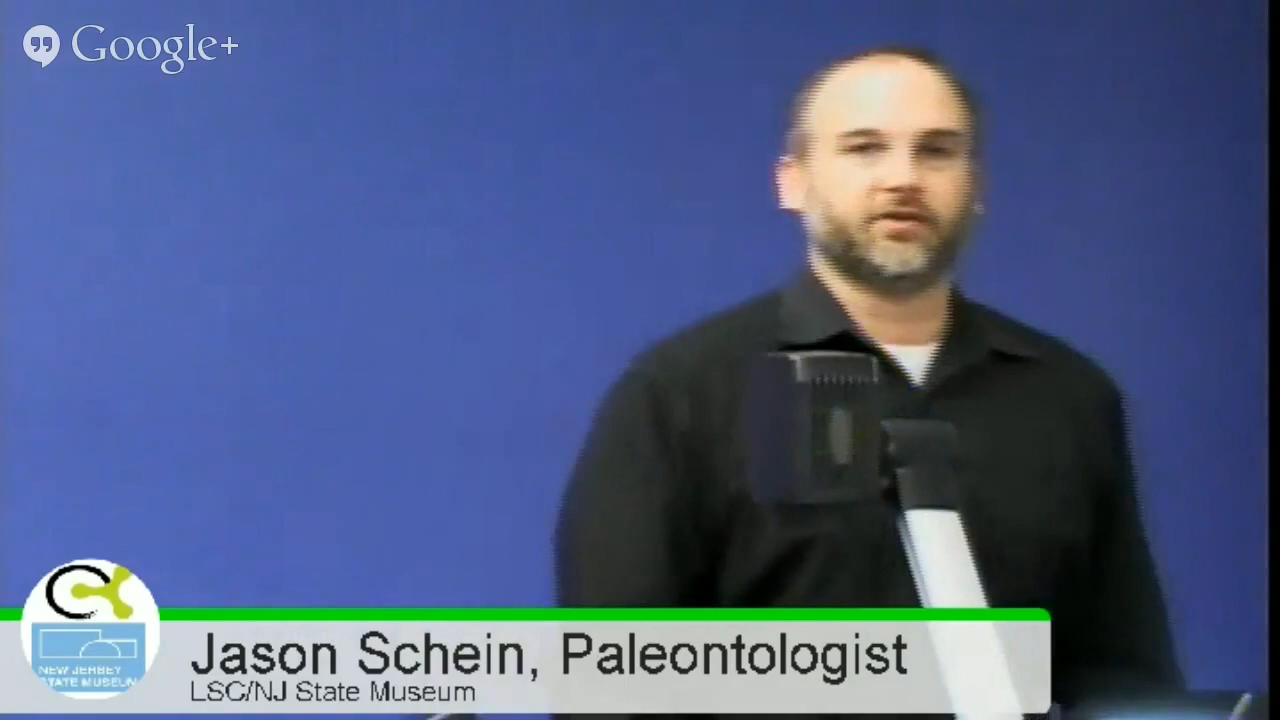 Google+
Jason Schein, Paleontologist
LSC/NJ State Museum
NEW JERSEY
STATE MUSEUM